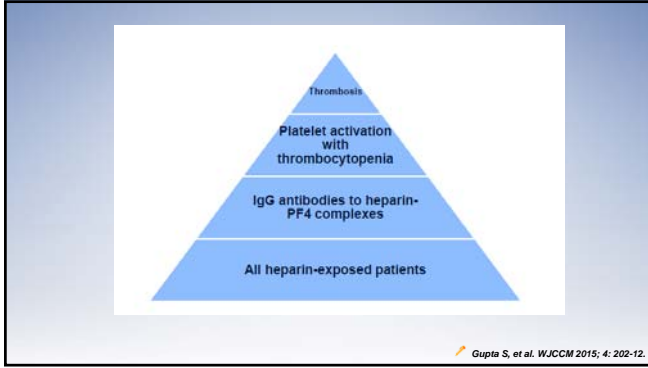 Thrombosis
Platelet activation
with
thrombocytopenia
IgG antibodies to heparin-
PF4 complexes
All heparin-exposed patients
Gupta S, et al. WJCCM 2015; 4: 202-12.